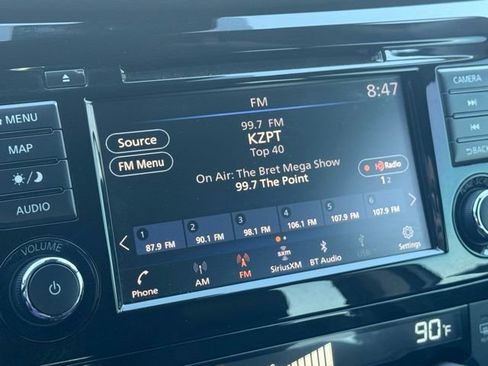 FM
8:47
CAMERA
MENU
MAP
AUDIO
VOLUME
Source
FM Menu
99.7 FM
KZPT
Top 40
On Air: The Bret Mega Show
99.7 The Point
HD Radio
1 2
BACK
1
87.9 FM
2
90.1 FM
3
98.1 FM
4
106.1 FM
5
107.9 FM
6
107.9 FM
Phone
AM
FM
sxm
SiriusXM
BT Audio
USB
Settings
90°F